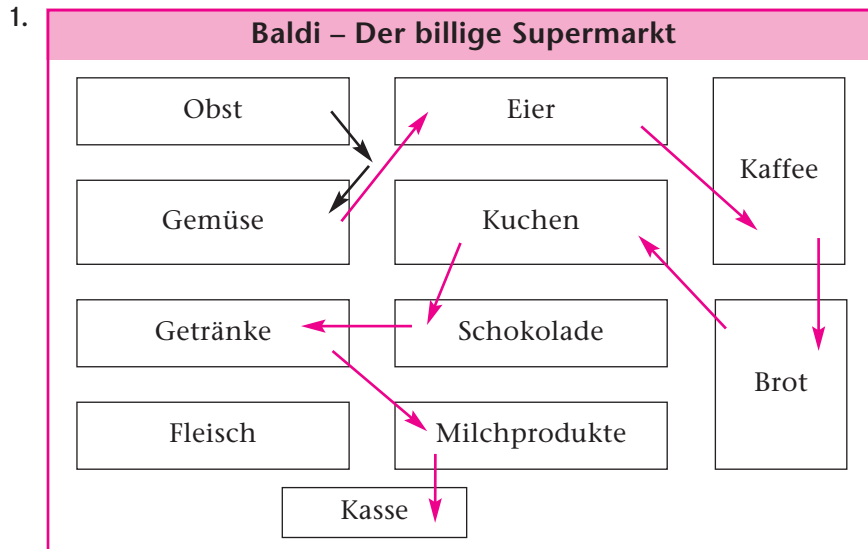 1.
Baldi – Der billige Supermarkt
Obst
Eier
Kaffee
Gemüse
Kuchen
Getränke
Schokolade
Brot
Fleisch
Milchprodukte
Kasse